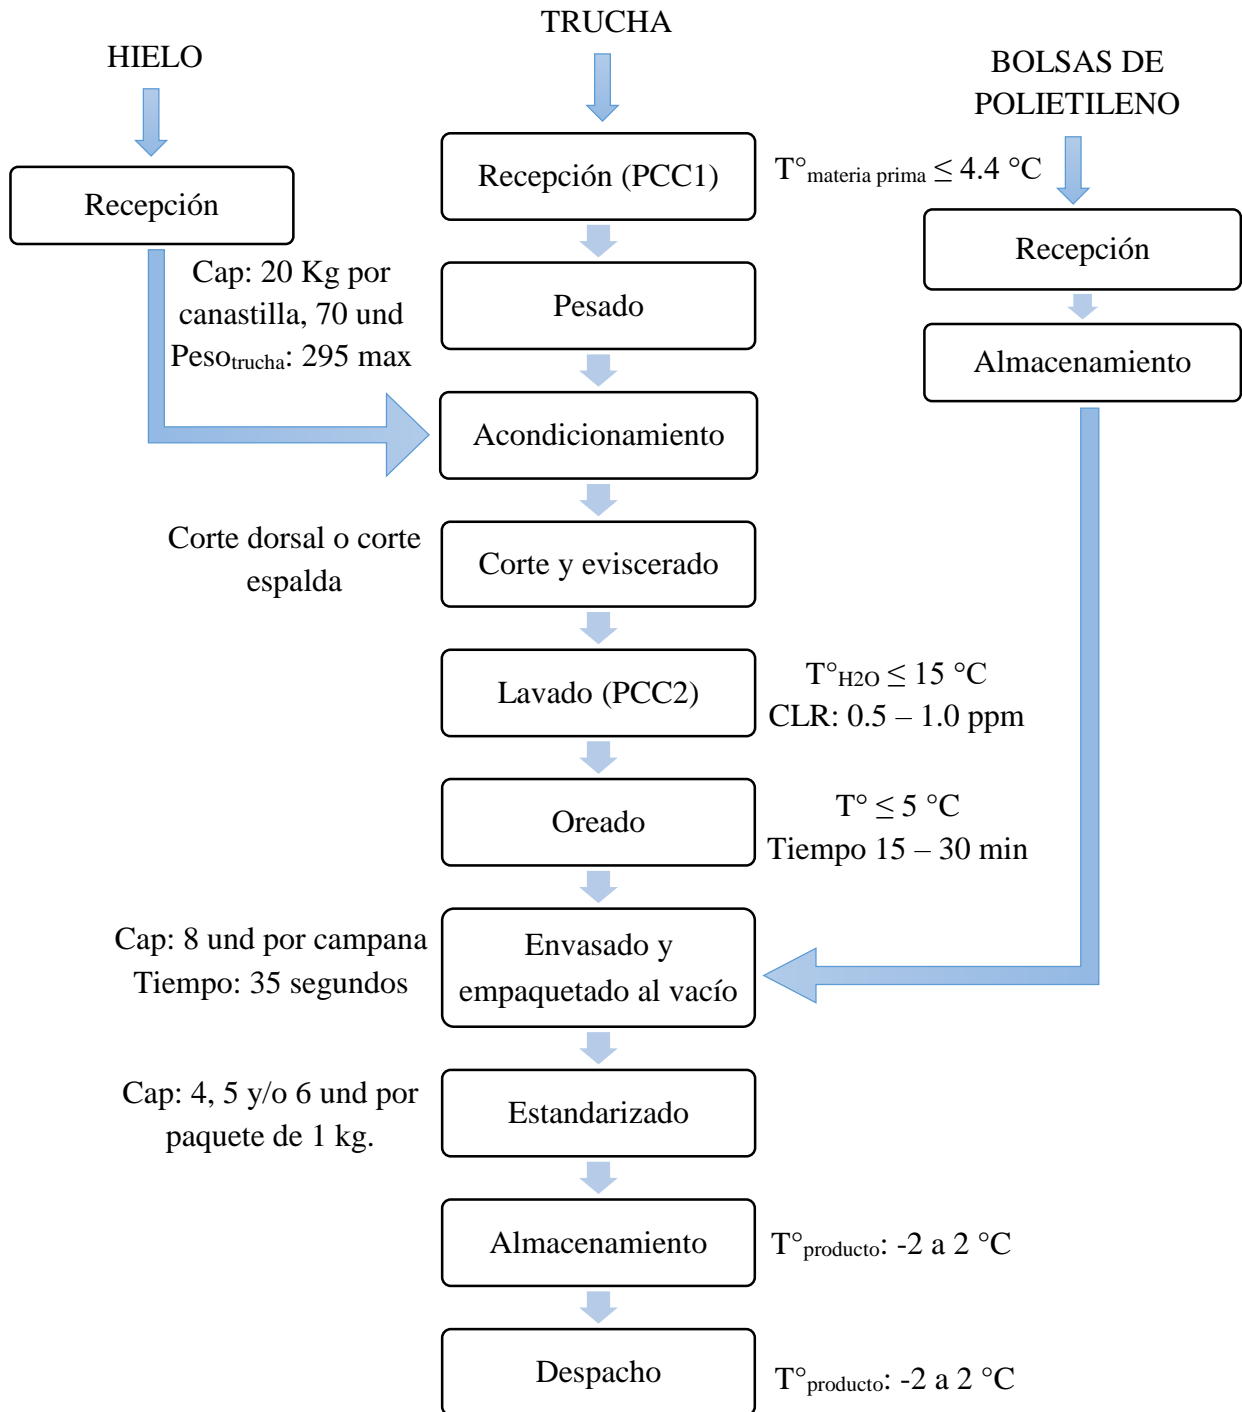 TRUCHA
HIELO
BOLSAS DE
POLIETILENO
Recepción (PCC1)
T°materia prima ≤ 4.4 °C
Recepción
Recepción
Cap: 20 Kg por
canastilla, 70 und
Pesotrucha: 295 max
Pesado
Almacenamiento
Acondicionamiento
Corte dorsal o corte
espalda
Corte y eviscerado
Lavado (PCC2)
T°H2O ≤ 15 °C
CLR: 0.5 – 1.0 ppm
Oreado
T° ≤ 5 °C
Tiempo 15 – 30 min
Cap: 8 und por campana
Tiempo: 35 segundos
Envasado y
empaquetado al vacío
Cap: 4, 5 y/o 6 und por
paquete de 1 kg.
Estandarizado
Almacenamiento
T°producto: -2 a 2 °C
Despacho
T°producto: -2 a 2 °C